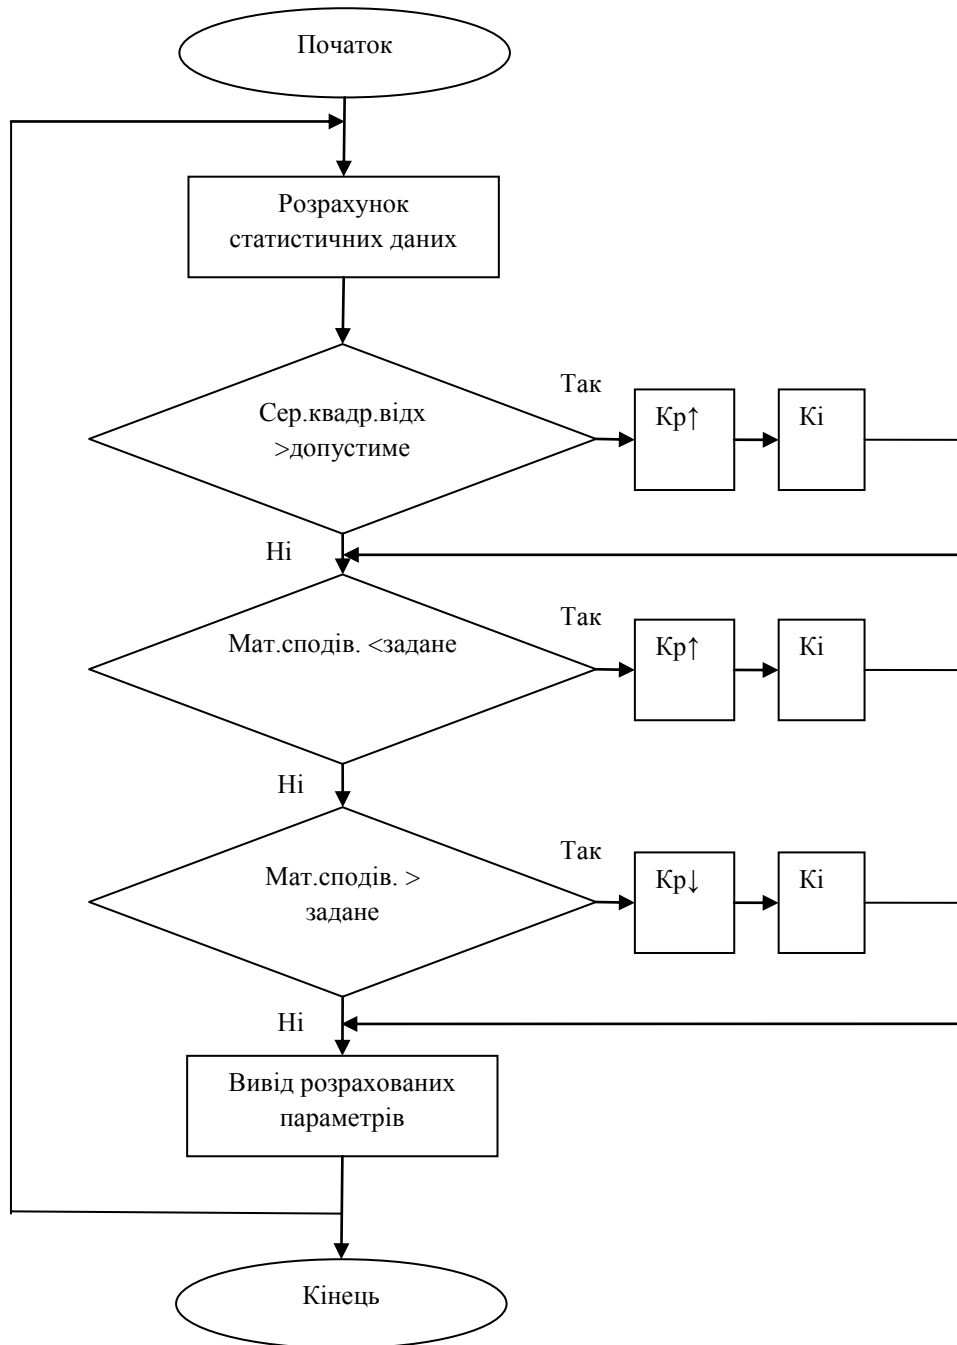 Початок
Розрахунок
статистичних даних
Сер.квадр.відх
>допустиме
Так
Кр↑
Кі
Ні
Мат.сподів. <задане
Так
Кр↑
Кі
Ні
Мат.сподів. >
задане
Так
Кр↓
Кі
Ні
Вивід розрахованих
параметрів
Кінець